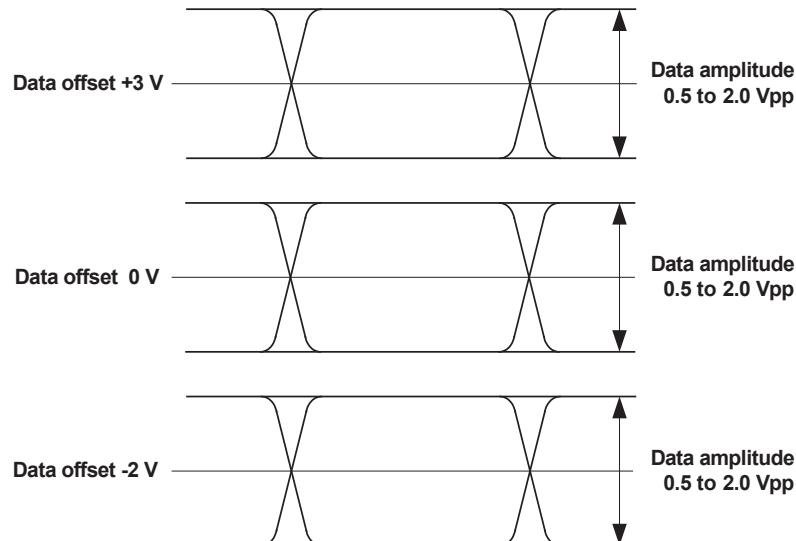 Data offset +3 V
Data amplitude
0.5 to 2.0 Vpp
Data offset 0 V
Data amplitude
0.5 to 2.0 Vpp
Data offset -2 V
Data amplitude
0.5 to 2.0 Vpp